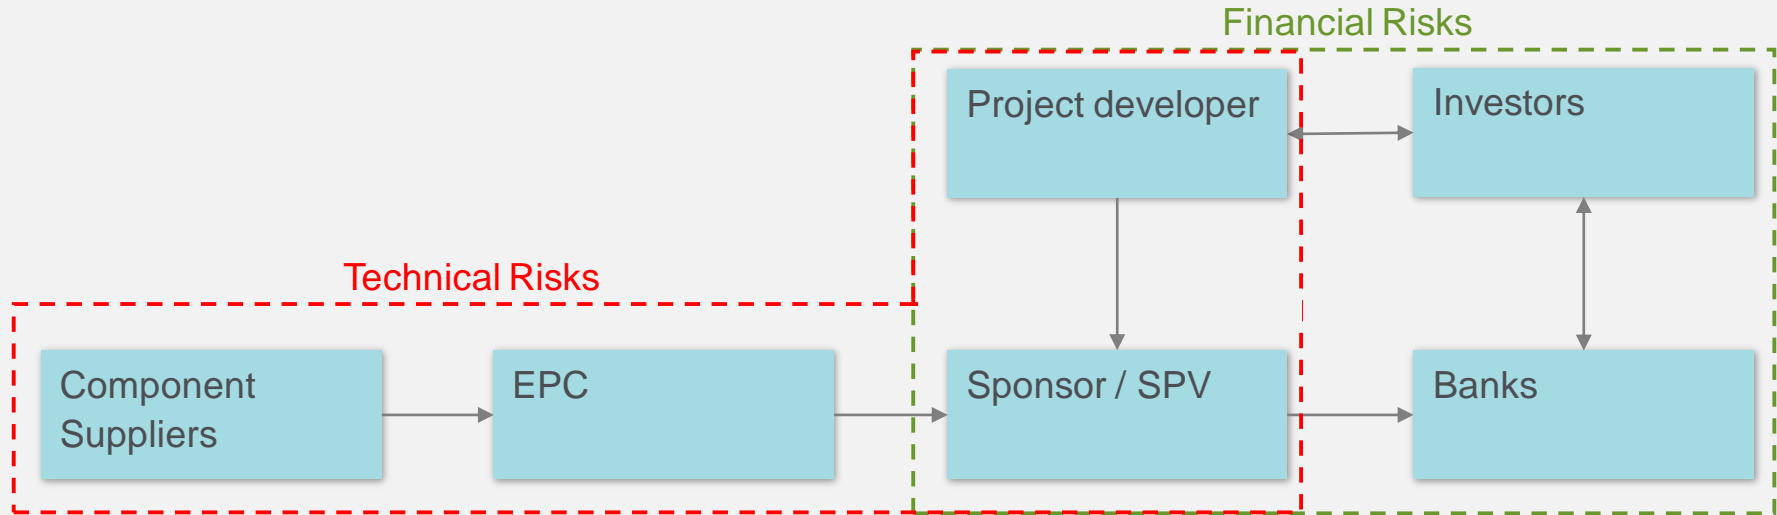 Financial Risks
Project developer
Investors
Technical Risks
Component
Suppliers
EPC
Sponsor / SPV
Banks